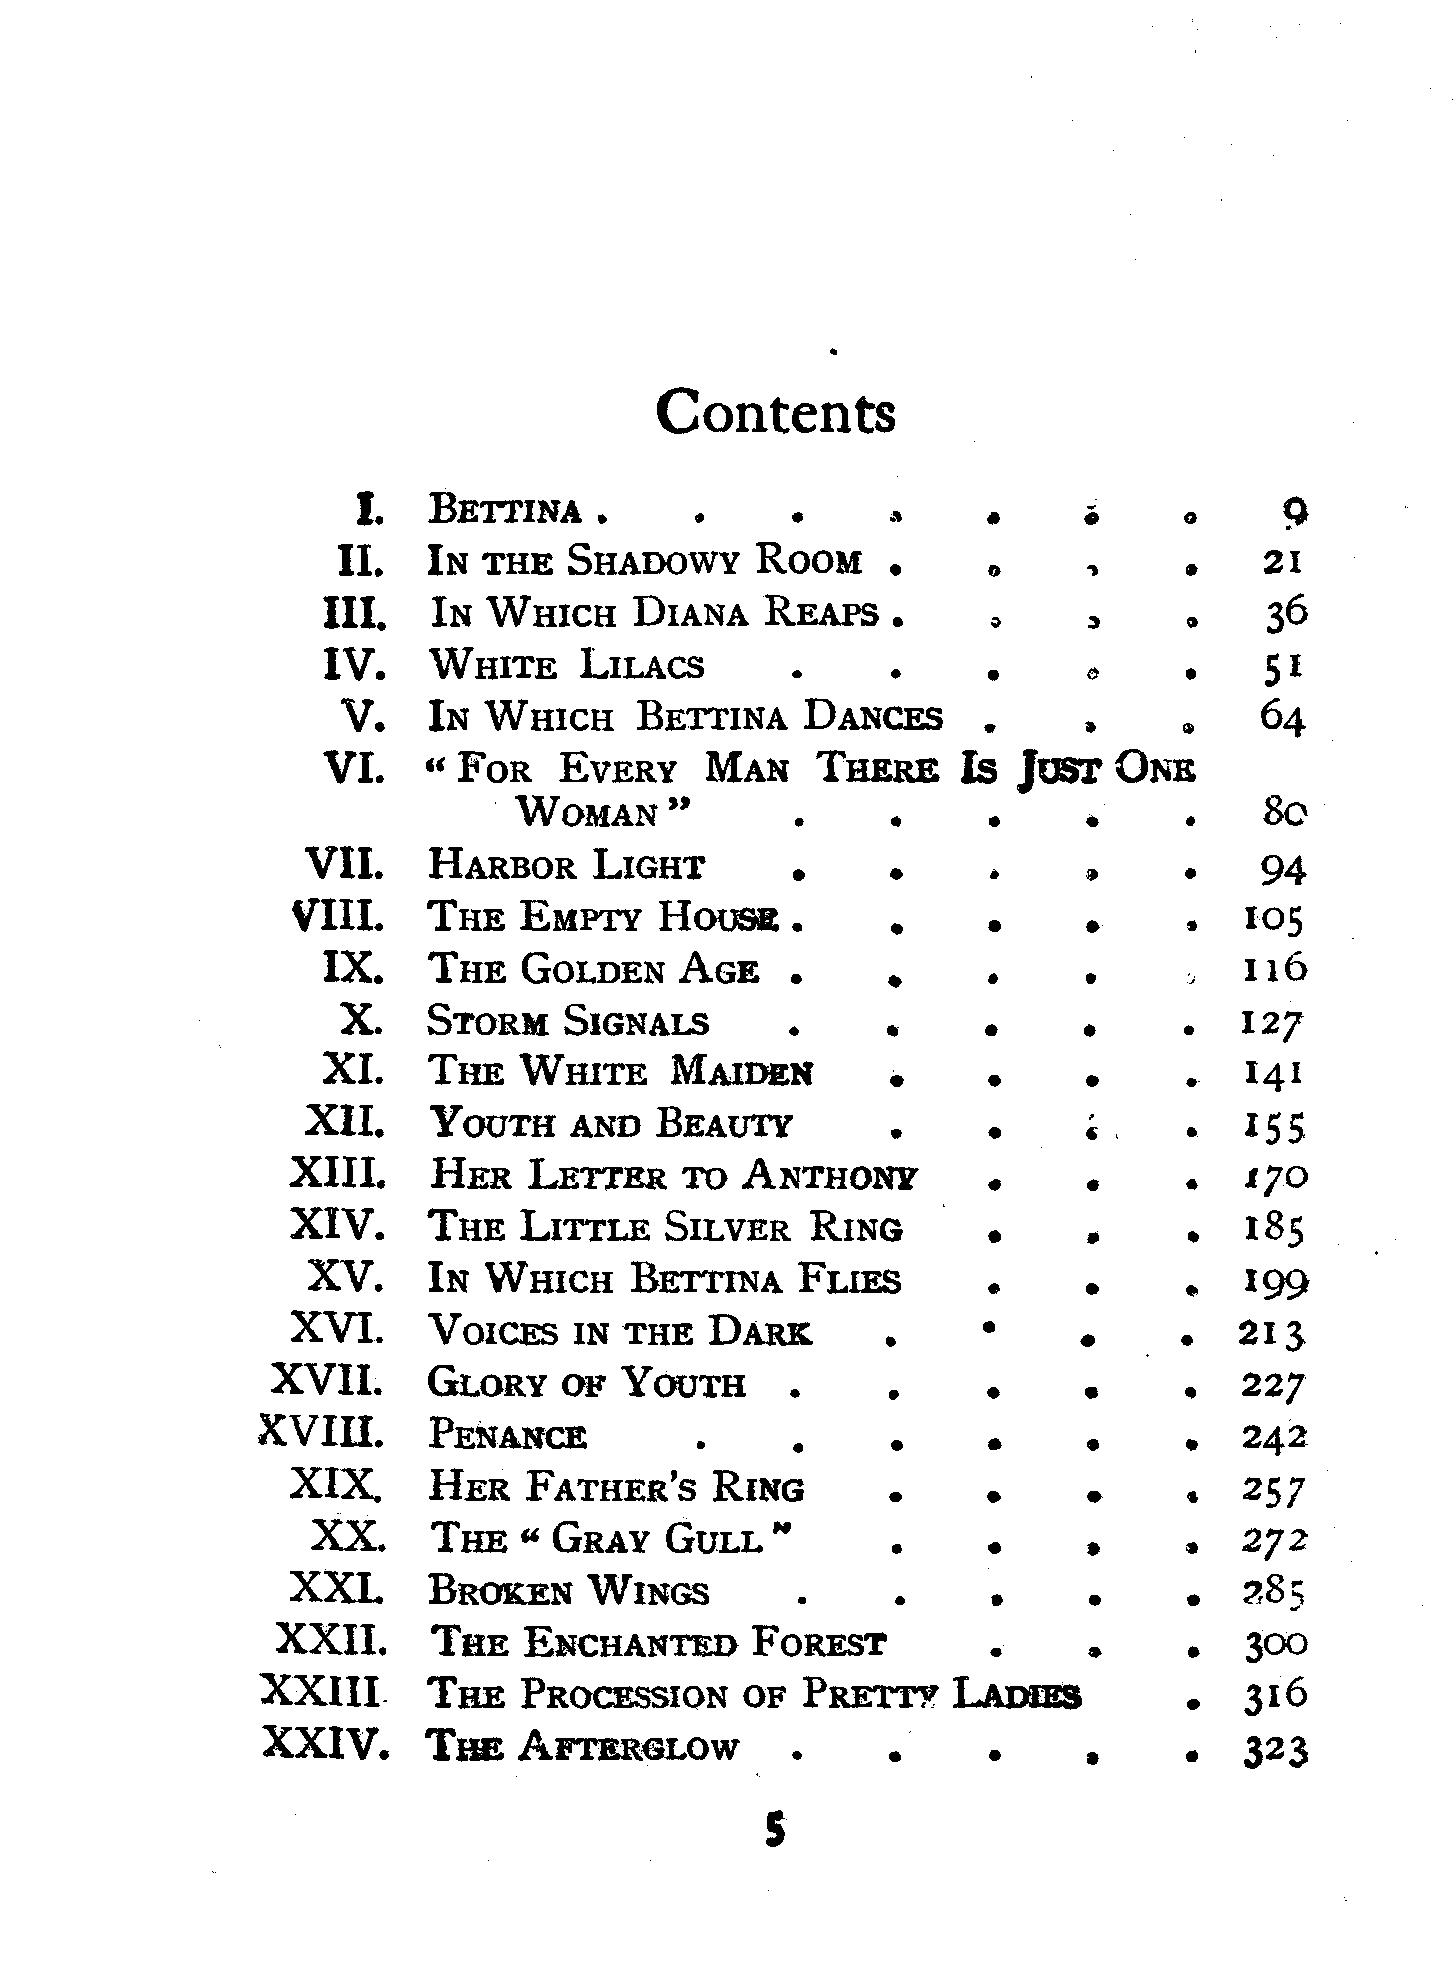 Contents
I. BETTINA . . . . . . . 9
II. IN THE SHADOWY ROOM . . . . 21
III. IN WHICH DIANA REAPS . . . . 36
IV. WHITE LILACS . . . . . 51
V. IN WHICH BETTINA DANCES . . . 64
VI. “ FOR EVERY MAN THERE IS JUST ONE
WOMAN ” . . . . . 80
VII. HARBOR LIGHT . . . . . 94
VIII. THE EMPTY HOUSE . . . . . 105
IX. THE GOLDEN AGE . . . . . 116
X. STORM SIGNALS . . . . . 127
XI. THE WHITE MAIDEN . . . . 141
XII. YOUTH AND BEAUTY . . . . 155
XIII. HER LETTER TO ANTHONY . . . 170
XIV. THE LITTLE SILVER RING . . . 185
XV. IN WHICH BETTINA FLIES . . . 199
XVI. VOICES IN THE DARK . . . . 213
XVII. GLORY OF YOUTH . . . . . 227
XVIII. PENANCE . . . . . . 242
XIX. HER FATHER'S RING . . . . 257
XX. THE “ GRAY GULL ” . . . . 272
XXI. BROKEN WINGS . . . . . 285
XXII. THE ENCHANTED FOREST . . . 300
XXIII THE PROCESSION OF PRETTY LADIES . 316
XXIV. THE AFTERGLOW . . . . . 323
5